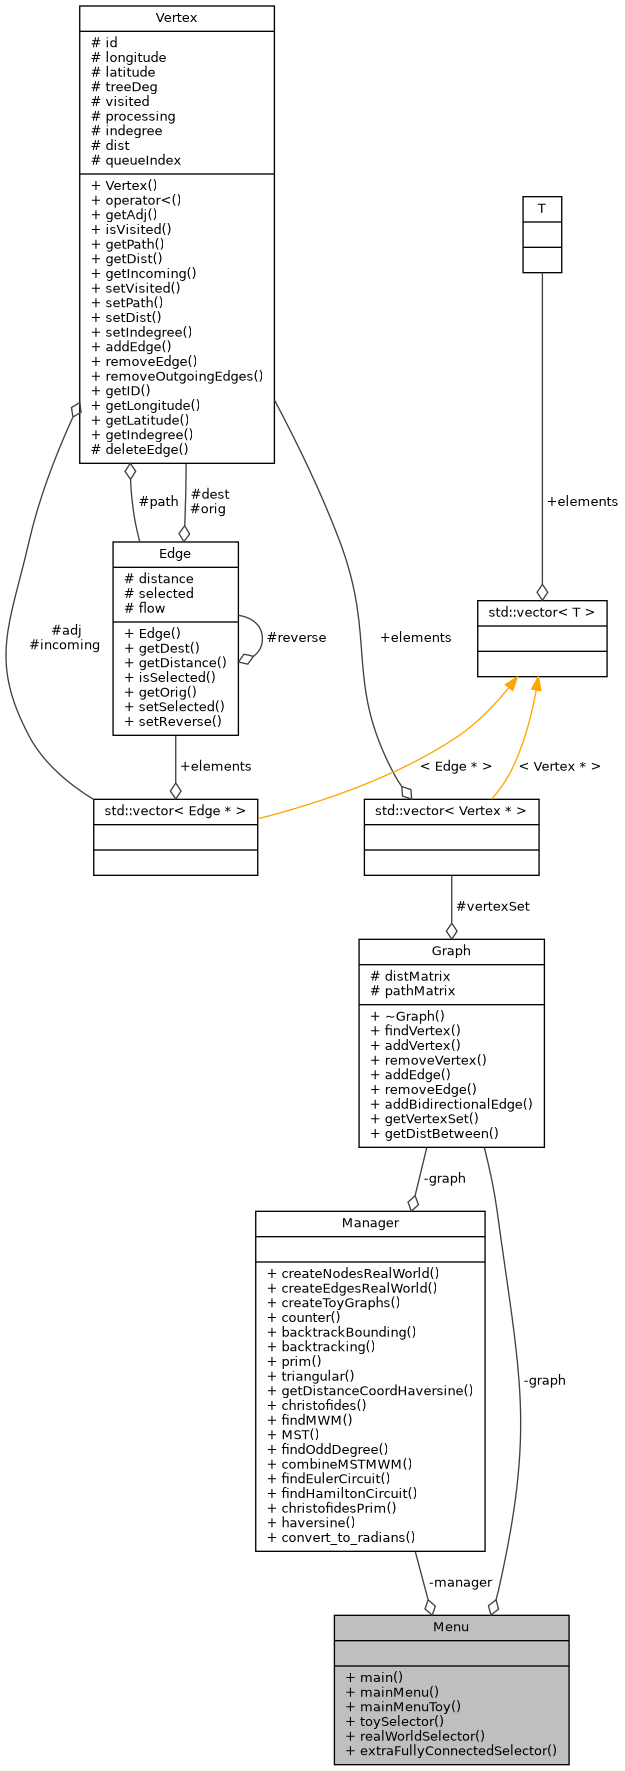 Vertex
# id
# longitude
# latitude
# treeDeg
# visited
# processing
# indegree
# dist
# queueIndex
+ Vertex()
+ operator<()
+ getAdj()
+ isVisited()
+ getPath()
+ getDist()
+ getIncoming()
+ setVisited()
+ setPath()
+ setDist()
+ setIndegree()
+ addEdge()
+ removeEdge()
+ removeOutgoingEdges()
+ getID()
+ getLongitude()
+ getLatitude()
+ getIndegree()
# deleteEdge()
T
#path
#dest
#orig
+elements
Edge
# distance
# selected
# flow
+ Edge()
+ getDest()
+ getDistance()
+ isSelected()
+ getOrig()
+ setSelected()
+ setReverse()
#reverse
#adj
#incoming
+elements
std::vector< T >
+elements
< Edge * >
< Vertex * >
std::vector< Edge * >
std::vector< Vertex * >
#vertexSet
Graph
# distMatrix
# pathMatrix
+ ~Graph()
+ findVertex()
+ addVertex()
+ removeVertex()
+ addEdge()
+ removeEdge()
+ addBidirectionalEdge()
+ getVertexSet()
+ getDistBetween()
-graph
Manager
+ createNodesRealWorld()
+ createEdgesRealWorld()
+ createToyGraphs()
+ counter()
+ backtrackBounding()
+ backtracking()
+ prim()
+ triangular()
+ getDistanceCoordHaversine()
+ christofides()
+ findMWM()
+ MST()
+ findOddDegree()
+ combineMSTMWM()
+ findEulerCircuit()
+ findHamiltonCircuit()
+ christofidesPrim()
+ haversine()
+ convert_to_radians()
-graph
-manager
Menu
+ main()
+ mainMenu()
+ mainMenuToy()
+ toySelector()
+ realWorldSelector()
+ extraFullyConnectedSelector()